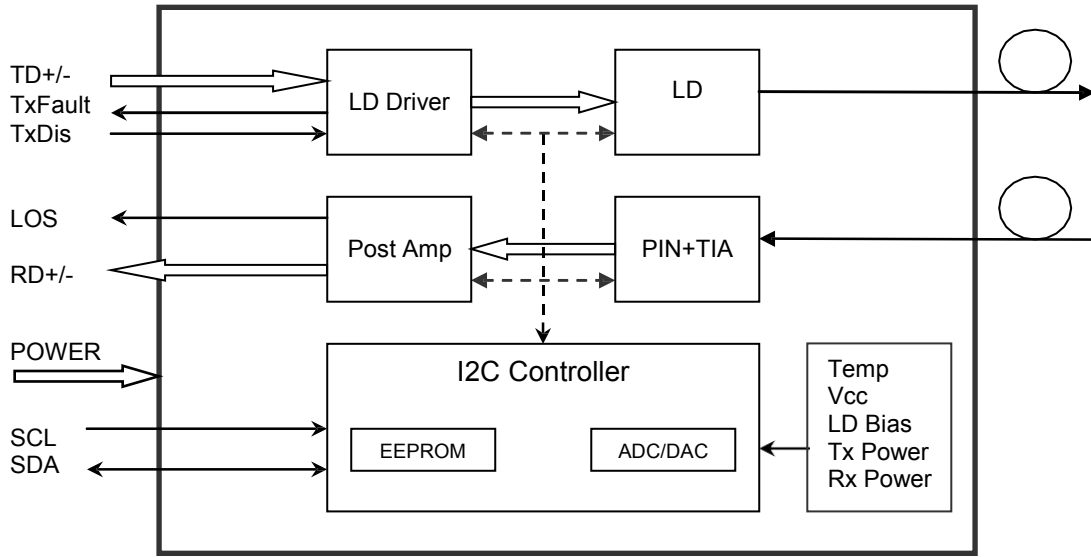 TD+/-
TxFault
TxDis
LD Driver
LD
LOS
RD+/-
Post Amp
PIN+TIA
POWER
SCL
SDA
I2C Controller
EEPROM
ADC/DAC
Temp
Vcc
LD Bias
Tx Power
Rx Power